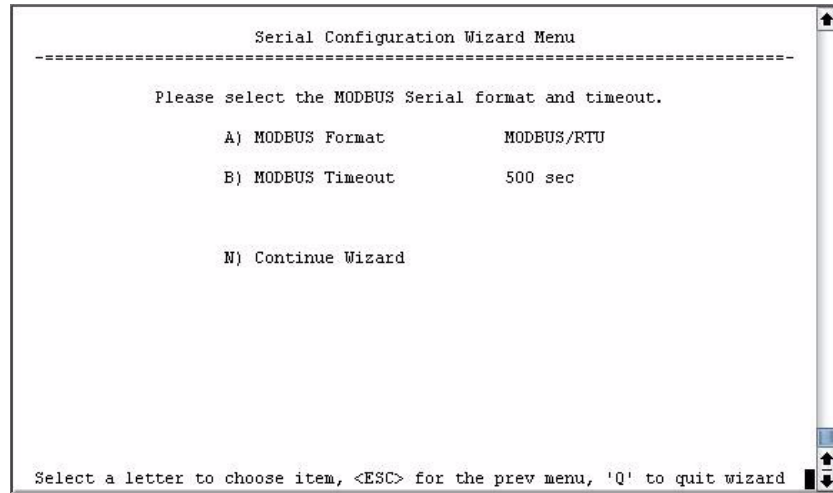 Serial Configuration Wizard Menu
-==========================================================================-
Please select the MODBUS Serial format and timeout.
A) MODBUS Format MODBUS/RTU
B) MODBUS Timeout 500 sec
N) Continue Wizard
Select a letter to choose item, <ESC> for the prev menu, 'Q' to quit wizard